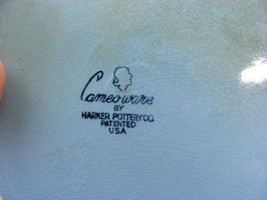 Cameoware
BY
HARKER POTTERY CO.
PATENTED
U.S.A